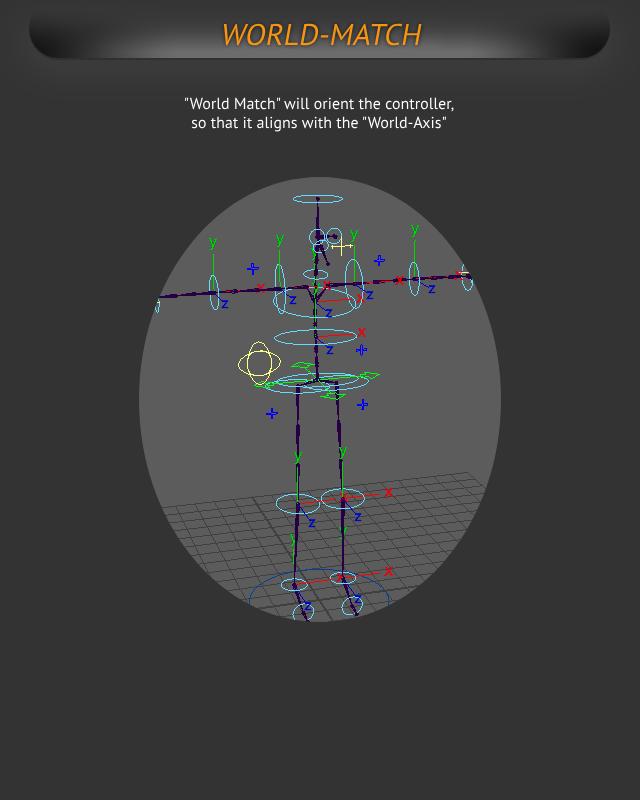 WORLD-MATCH
"World Match" will orient the controller,
so that it aligns with the "World-Axis"
y y y y
y
x x x x
z z z z
z
x
z
y y
x
x
z z
y y
x x
z z